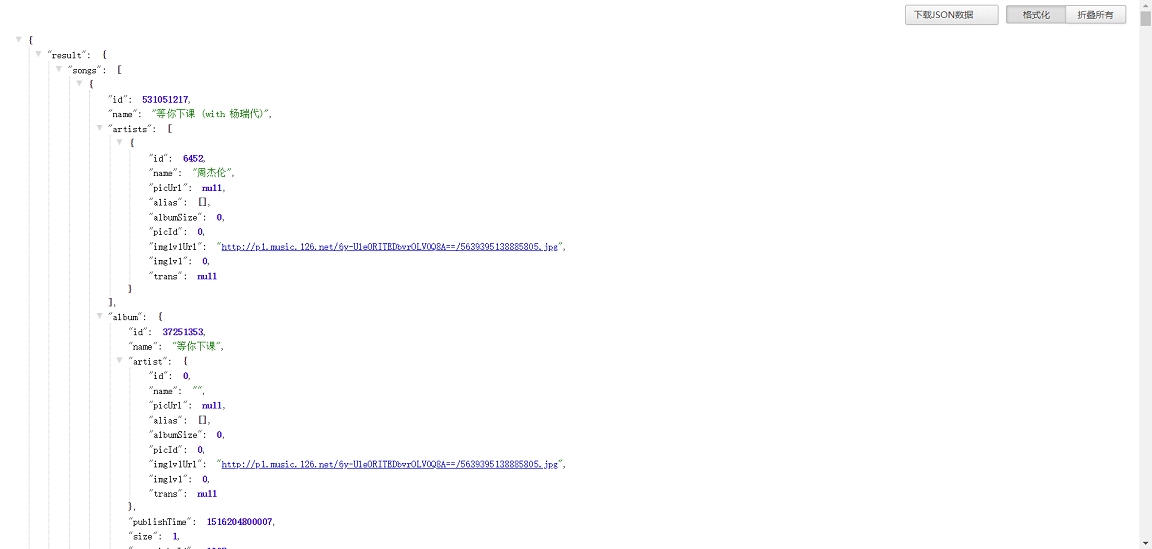 下载JSON数据 格式化 折叠所有
{
"result": {
"songs": [
{
"id": 531051217,
"name": "等你下课 (with 杨瑞代)",
"artists": [
{
"id": 6452,
"name": "周杰伦",
"picUrl": null,
"alias": [],
"albumSize": 0,
"picId": 0,
"img1v1Url": "http://p1.music.126.net/6y-UleORITEDbvrOLV0Q8A==/5639395138885805.jpg",
"img1v1": 0,
"trans": null
}
],
"album": {
"id": 37251353,
"name": "等你下课",
"artist": {
"id": 0,
"name": "",
"picUrl": null,
"alias": [],
"albumSize": 0,
"picId": 0,
"img1v1Url": "http://p1.music.126.net/6y-UleORITEDbvrOLV0Q8A==/5639395138885805.jpg",
"img1v1": 0,
"trans": null
},
"publishTime": 1516204800007,
"size": 1,